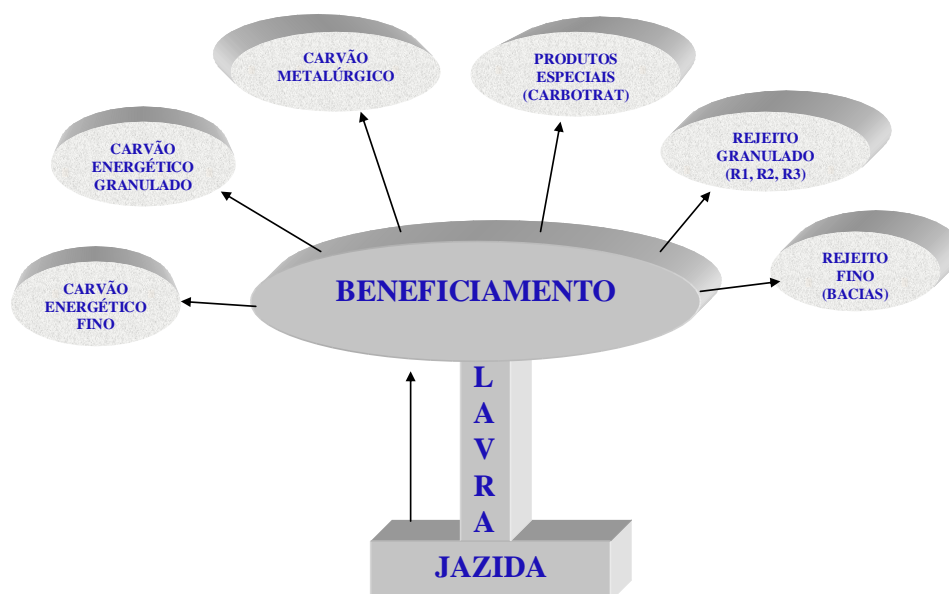 CARVÃO
METALÚRGICO
PRODUTOS
ESPECIAIS
(CARBOTRAT)
CARVÃO
ENERGÉTICO
GRANULADO
REJEITO
GRANULADO
(R1, R2, R3)
CARVÃO
ENERGÉTICO
FINO
REJEITO
FINO
(BACIAS)
BENEFICIAMENTO
L
A
V
R
A
JAZIDA